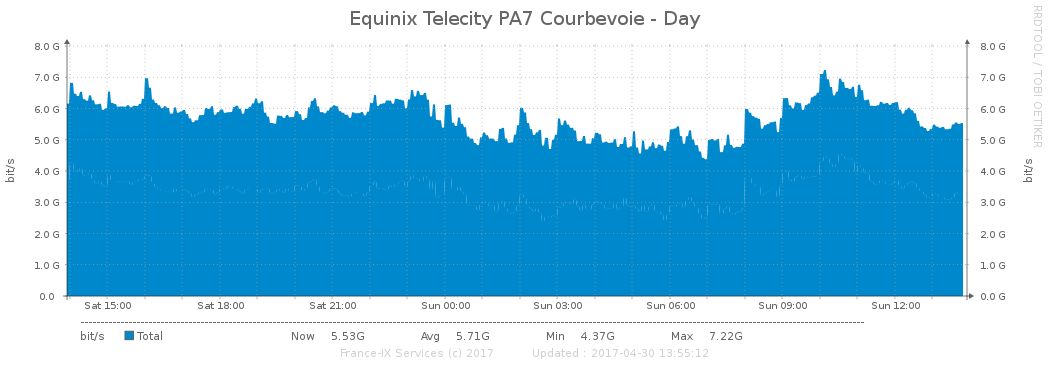 Equinix Telecity PA7 Courbevoie - Day
RRDTOOL / TOBI OETIKER
8.0 G 8.0 G
7.0 G 7.0 G
6.0 G 6.0 G
5.0 G 5.0 G
4.0 G 4.0 G
3.0 G 3.0 G
2.0 G 2.0 G
1.0 G 1.0 G
0.0 0.0 G
bit/s bit/s
Sat 15:00 Sat 18:00 Sat 21:00 Sun 00:00 Sun 03:00 Sun 06:00 Sun 09:00 Sun 12:00
bit/s Total Now 5.53G Avg 5.71G Min 4.37G Max 7.22G
France-IX Services (c) 2017 Updated : 2017-04-30 13:55:12